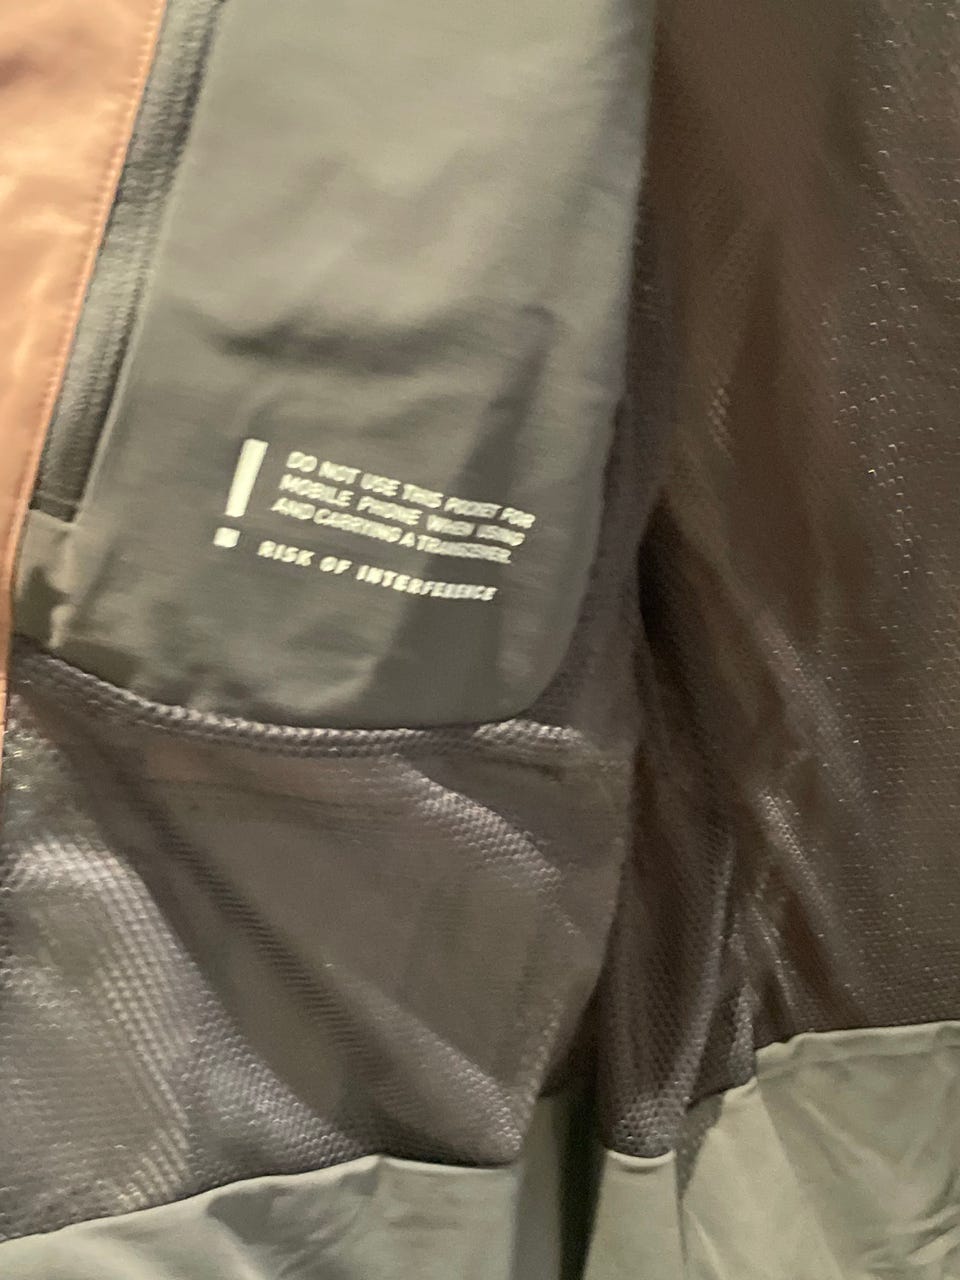 DO NOT USE THIS POCKET FOR
MOBILE PHONE WHEN USING
AND CARRYING A TRANSCEIVER.
RISK OF INTERFERENCE